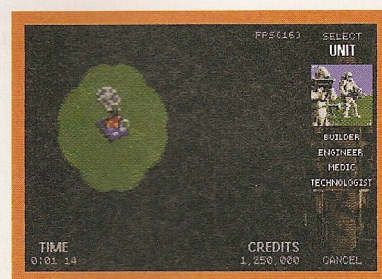 FPS(16)
SELECT
UNIT
BUILDER
ENGINEER
MEDIC
TECHNOLOGIST
TIME
0:01 14
CREDITS
1,250,000
CANCEL